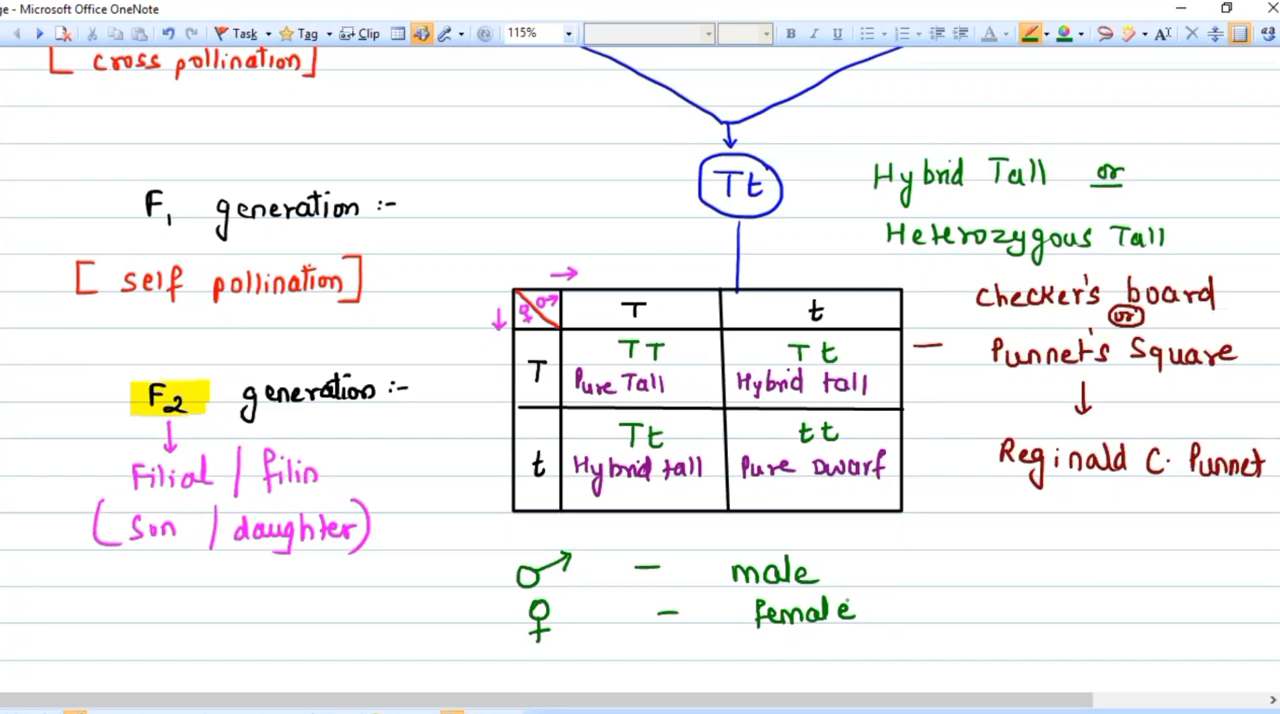 ge - Microsoft Office OneNote
Task Tag Clip 115% B I U A
[ cross pollination ]
Tt
Hybrid Tall or
Heterozygous Tall
F1 generation :-
[ self pollination ]
Checker's board
or
— Punnet's Square
Reginald C. Punnet
♀ ♂ T t
T TT Tt
Pure Tall Hybrid tall
t Tt tt
Hybrid tall Pure Dwarf
F2 generation :-
Filial / filin
( Son / daughter )
♂ — male
♀ - female